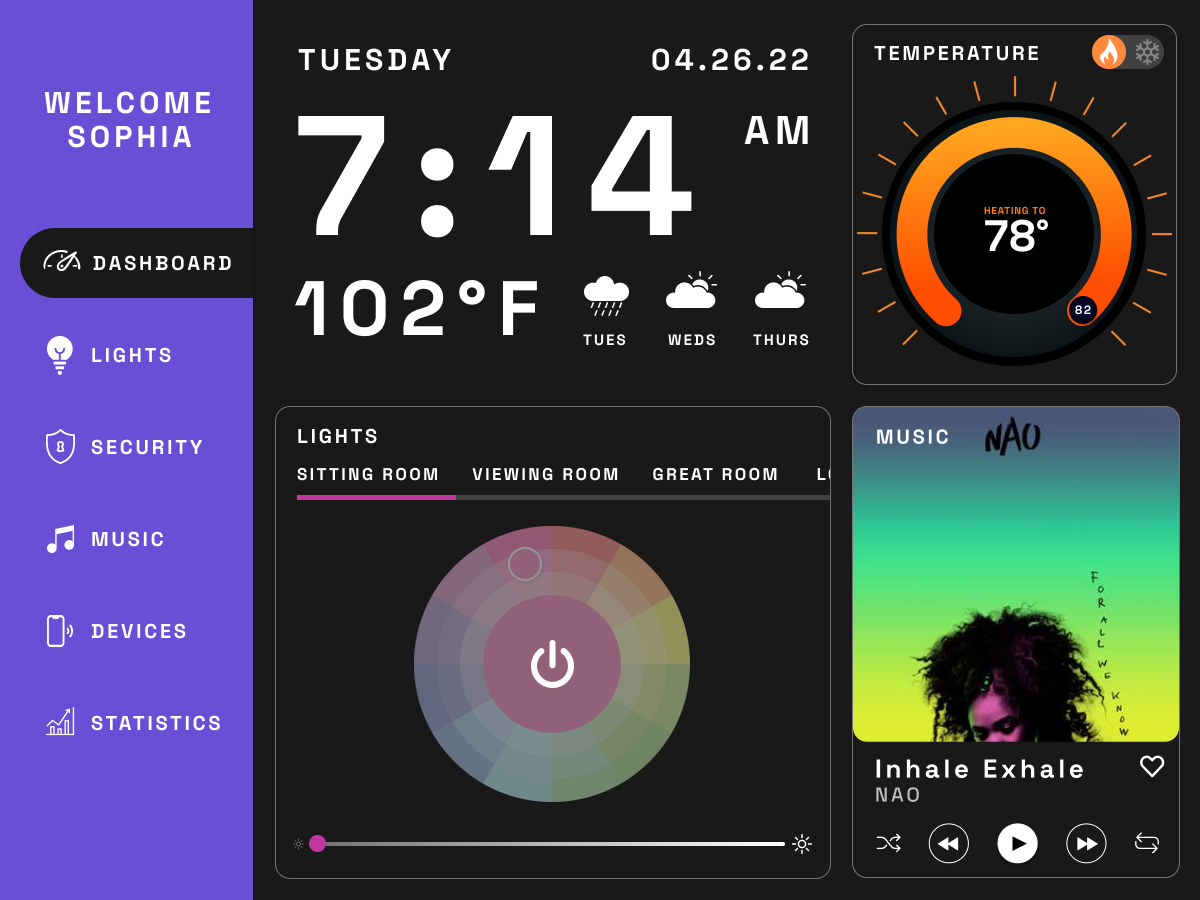 WELCOME
SOPHIA
DASHBOARD
LIGHTS
SECURITY
MUSIC
DEVICES
STATISTICS
TUESDAY 04.26.22
7:14 AM
102°F
TUES WEDS THURS
TEMPERATURE
HEATING TO
78°
82
LIGHTS
SITTING ROOM VIEWING ROOM GREAT ROOM
MUSIC
NAO
FOR ALL WE KNOW
Inhale Exhale
NAO